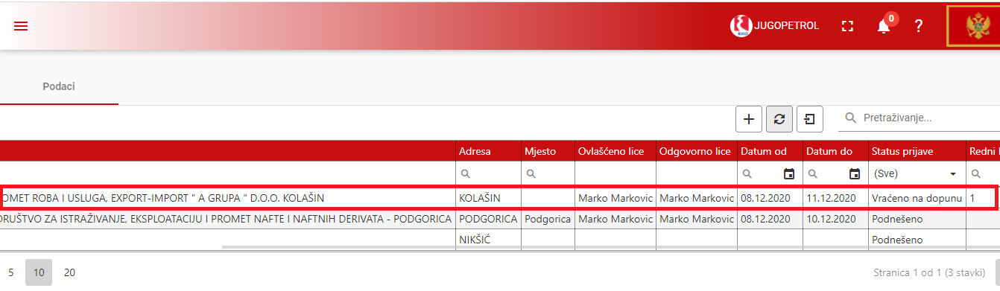 0
EKO JUGOPETROL
?
Podaci
Pretraživanje...
Adresa Mjesto Ovlašćeno lice Odgovorno lice Datum od Datum do Status prijave Redni
(Sve)
OMET ROBA I USLUGA, EXPORT-IMPORT " A GRUPA " D.O.O. KOLAŠIN KOLAŠIN Marko Markovic Marko Markovic 08.12.2020 11.12.2020 Vraćeno na dopunu 1
DRUŠTVO ZA ISTRAŽIVANJE, EKSPLOATACIJU I PROMET NAFTE I NAFTNIH DERIVATA - PODGORICA PODGORICA Podgorica Marko Markovic Marko Markovic 08.12.2020 10.12.2020 Podnešeno
NIKŠIĆ Podnešeno
5 10 20 Stranica 1 od 1 (3 stavki)